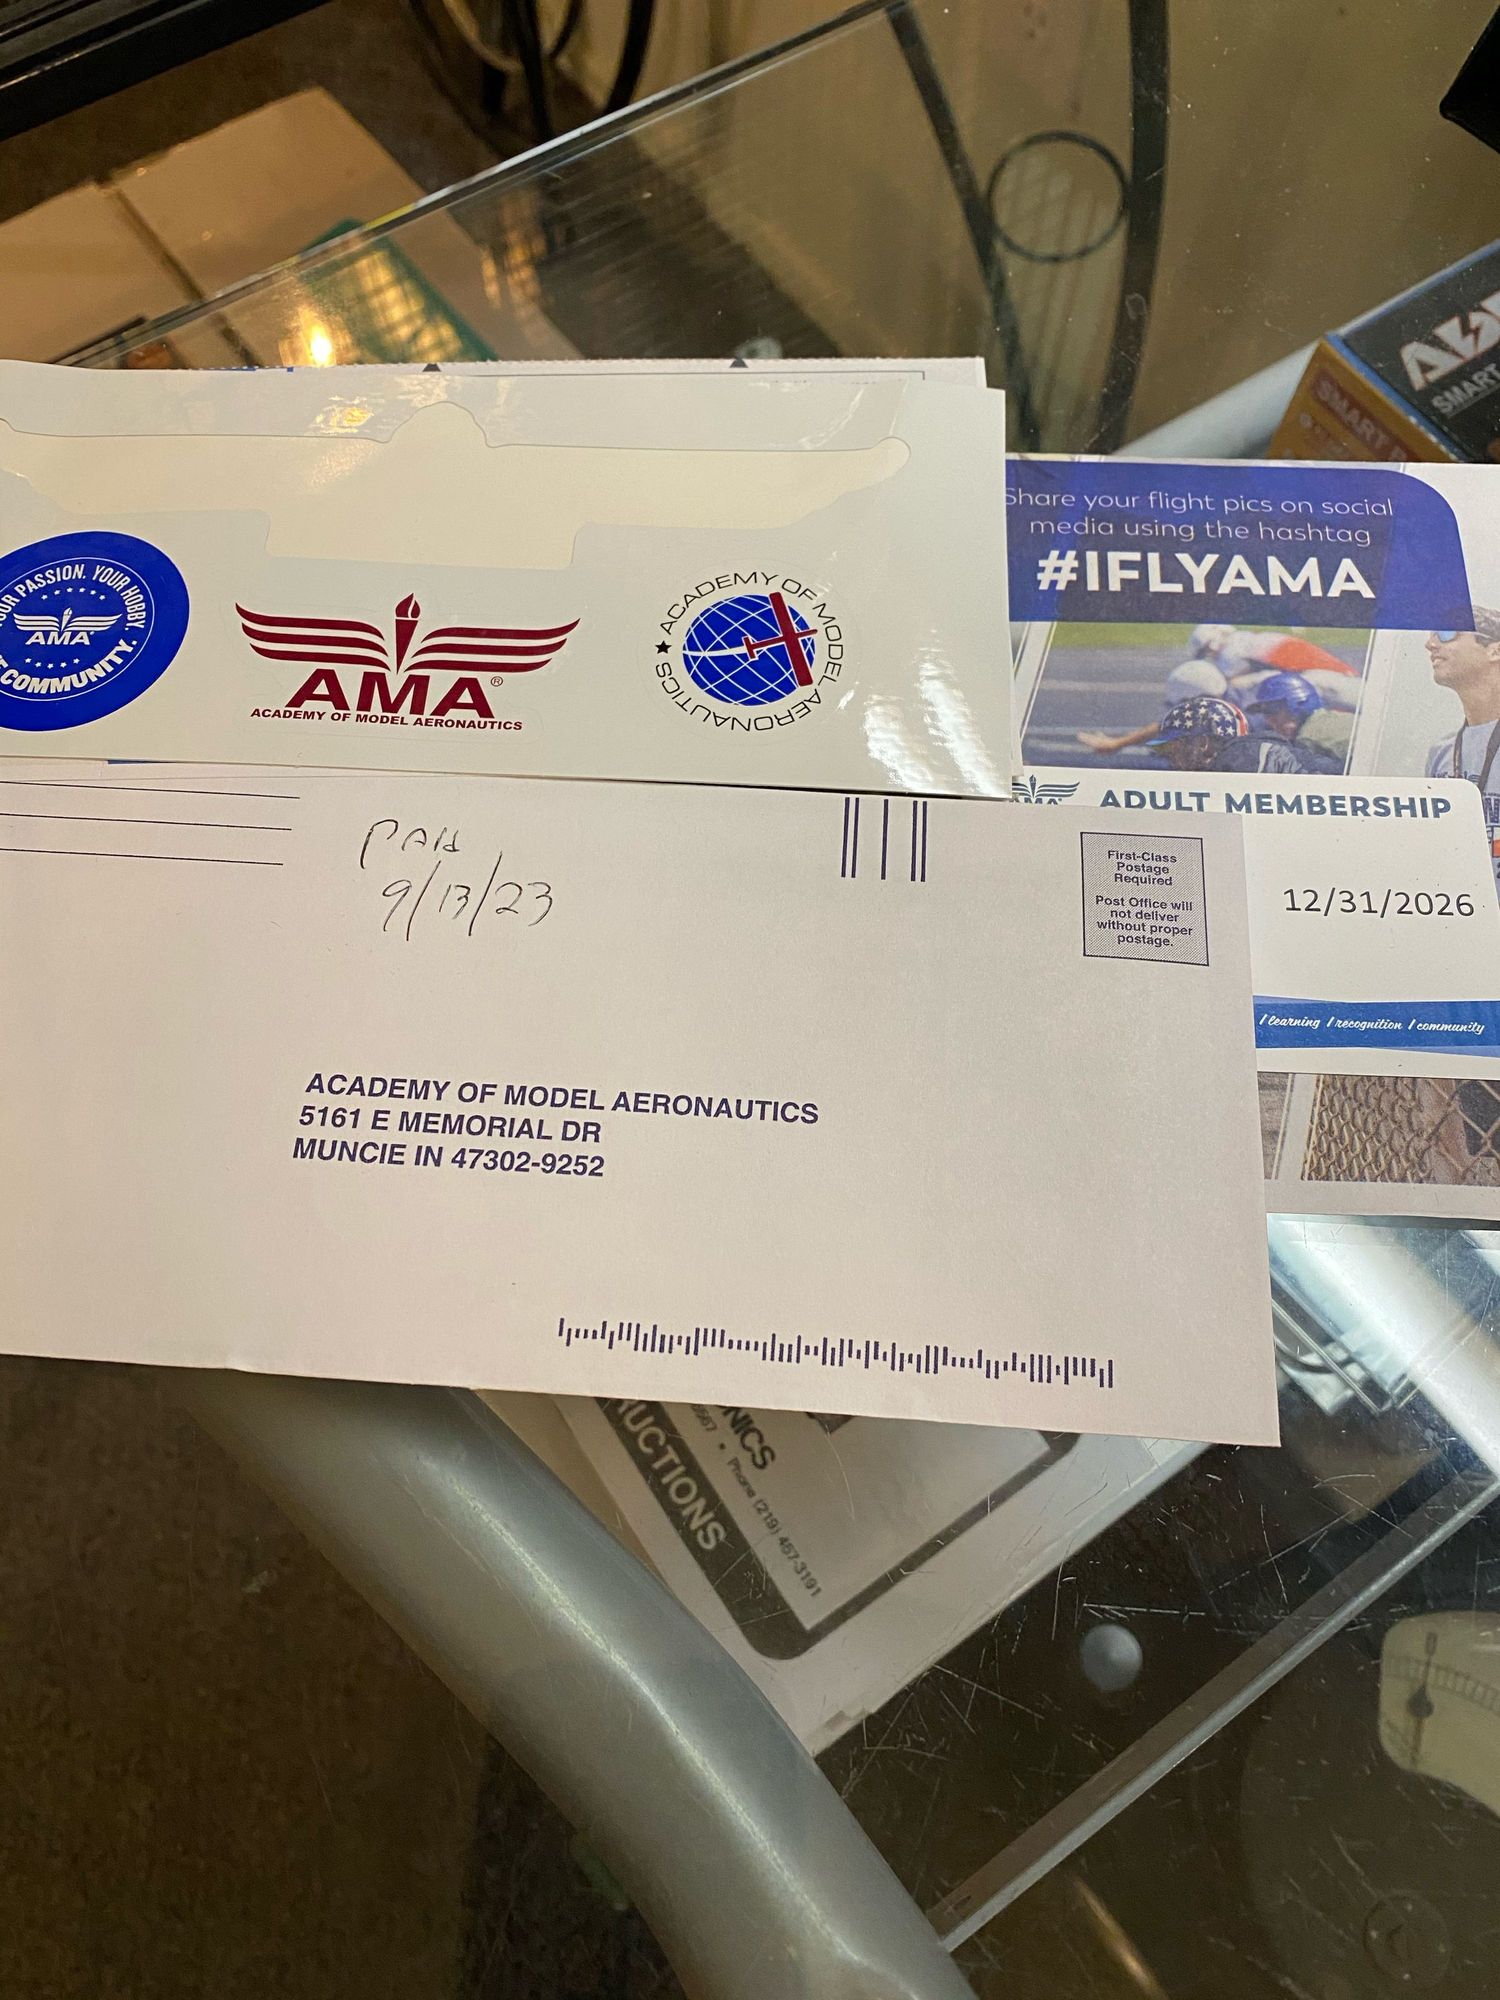 Share your flight pics on social
media using the hashtag
#IFLYAMA
SMART
SMART
PASSION. YOUR HOBBY.
AMA
COMMUNITY.
AMA®
ACADEMY OF MODEL AERONAUTICS
★ ACADEMY OF MODEL AERONAUTICS
AMA
ADULT MEMBERSHIP
12/31/2026
/ learning / recognition / community
PAID
9/13/23
First-Class
Postage
Required
Post Office will
not deliver
without proper
postage.
ACADEMY OF MODEL AERONAUTICS
5161 E MEMORIAL DR
MUNCIE IN 47302-9252
NICS
Phone (219) 457-3191
UCTIONS